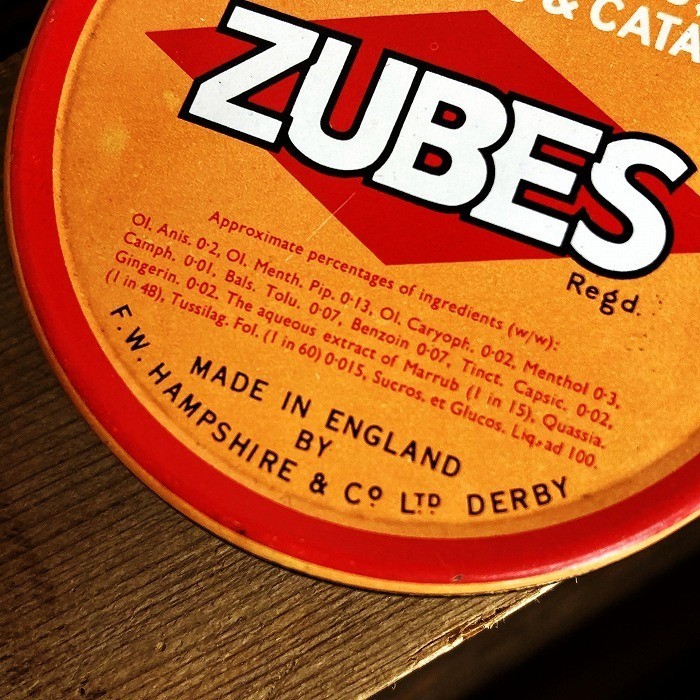 & CATA
ZUBES
Regd.
Approximate percentages of ingredients (w/w):
Ol. Anis. 0·2, Ol. Menth. Pip. 0·13, Ol. Caryoph. 0·02, Menthol 0·3,
Camph. 0·01, Bals. Tolu. 0·07, Benzoin 0·07, Tinct. Capsic. 0·02,
Gingerin. 0·02. The aqueous extract of Marrub (1 in 15), Quassia.
(1 in 48), Tussilag. Fol. (1 in 60) 0·015, Sucros. et Glucos. Liq. ad 100.
MADE IN ENGLAND
BY
F.W. HAMPSHIRE & Cº LTD DERBY